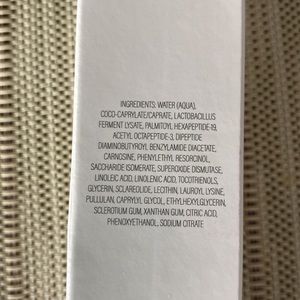 INGREDIENTS: WATER (AQUA),
COCO-CAPRYLATE/CAPRATE, LACTOBACILLUS
FERMENT LYSATE, PALMITOYL HEXAPEPTIDE-19,
ACETYL OCTAPEPTIDE-3, DIPEPTIDE
DIAMINOBUTYROYL BENZYLAMIDE DIACETATE,
CARNOSINE, PHENYLETHYL RESORCINOL,
SACCHARIDE ISOMERATE, SUPEROXIDE DISMUTASE,
LINOLEIC ACID, LINOLENIC ACID, TOCOTRIENOLS,
GLYCERIN, SCLAREOLIDE, LECITHIN, LAUROYL LYSINE,
PULLULAN, CAPRYLYL GLYCOL, ETHYLHEXYLGLYCERIN,
SCLEROTIUM GUM, XANTHAN GUM, CITRIC ACID,
PHENOXYETHANOL, SODIUM CITRATE